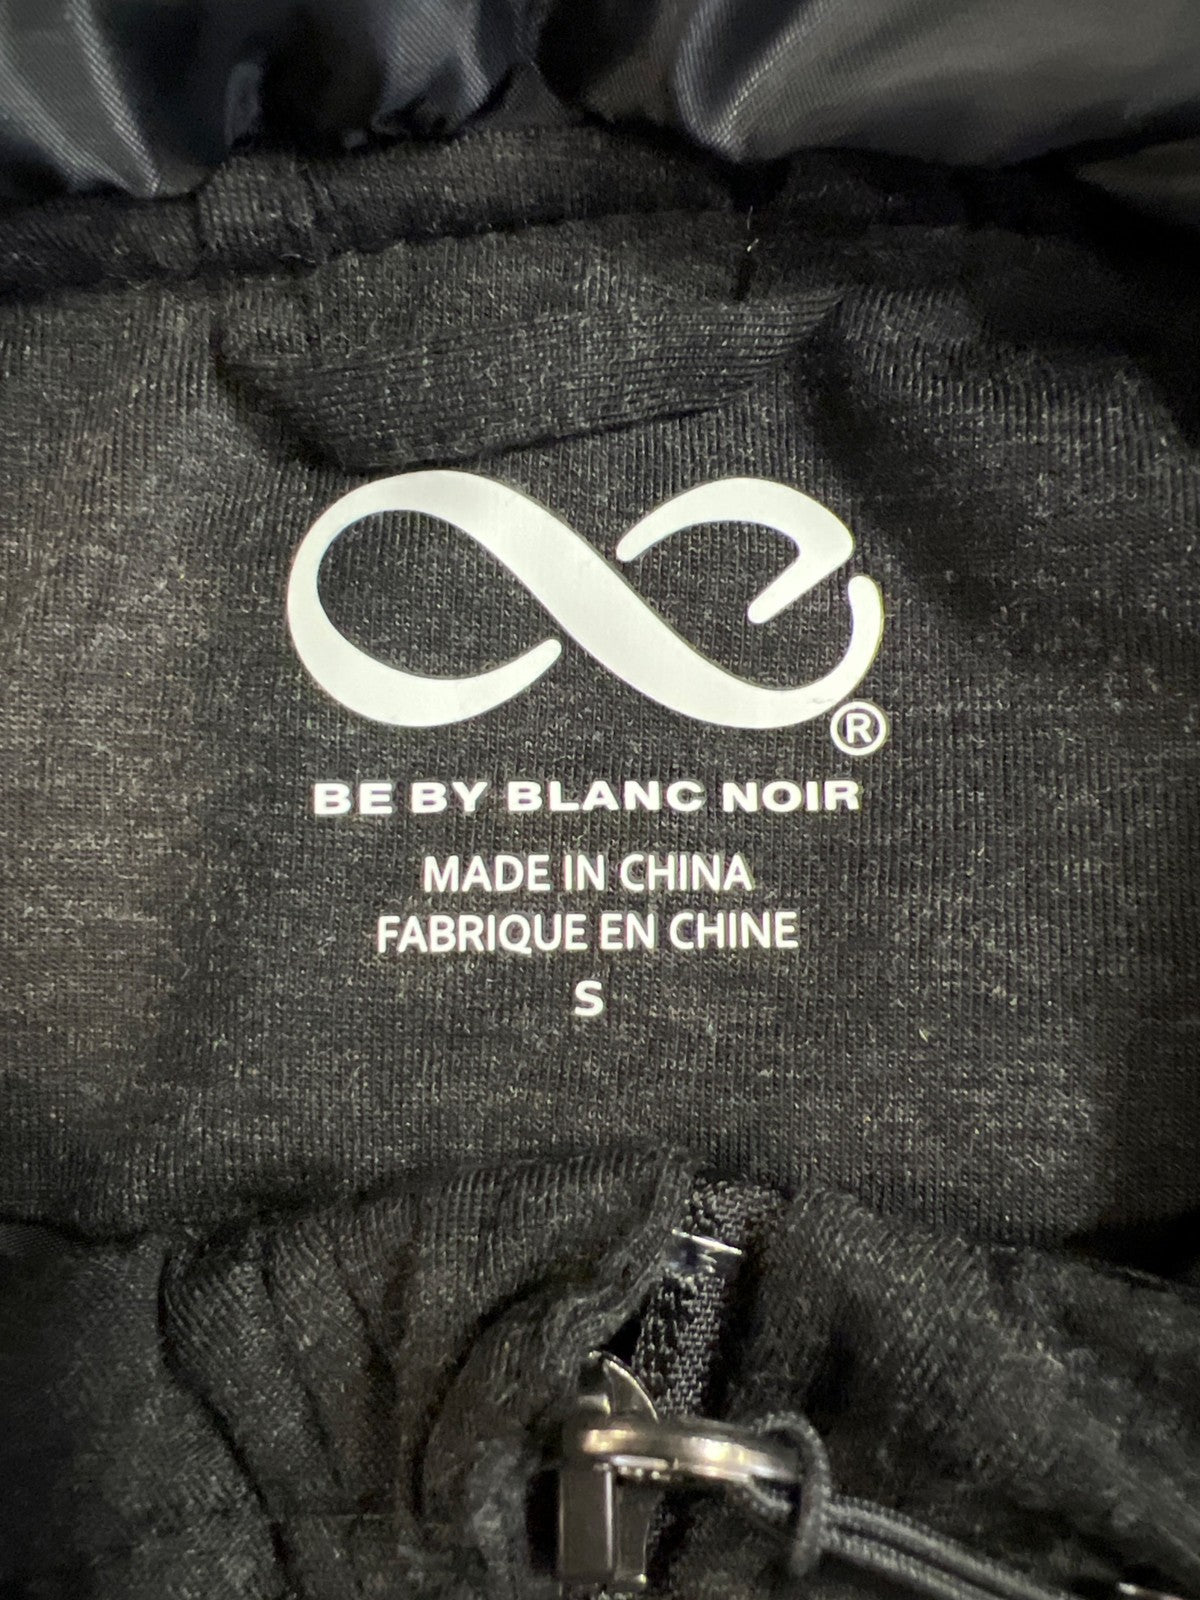 ®
BE BY BLANC NOIR
MADE IN CHINA
FABRIQUE EN CHINE
S